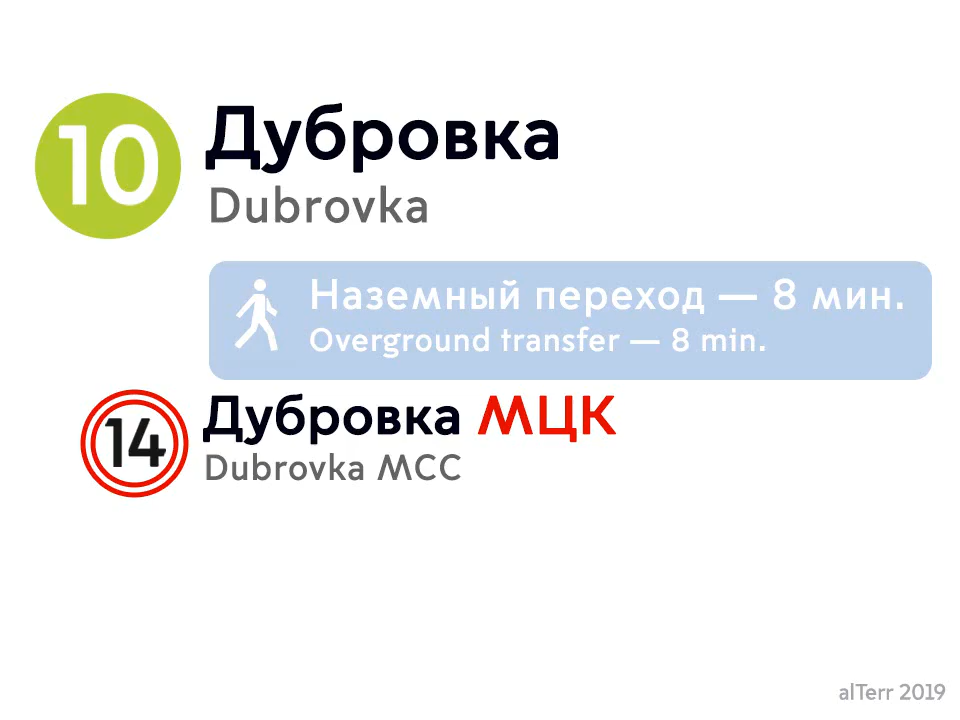 10
Дубровка
Dubrovka
Наземный переход — 8 мин.
Overground transfer — 8 min.
14
Дубровка МЦК
Dubrovka MCC
alTerr 2019